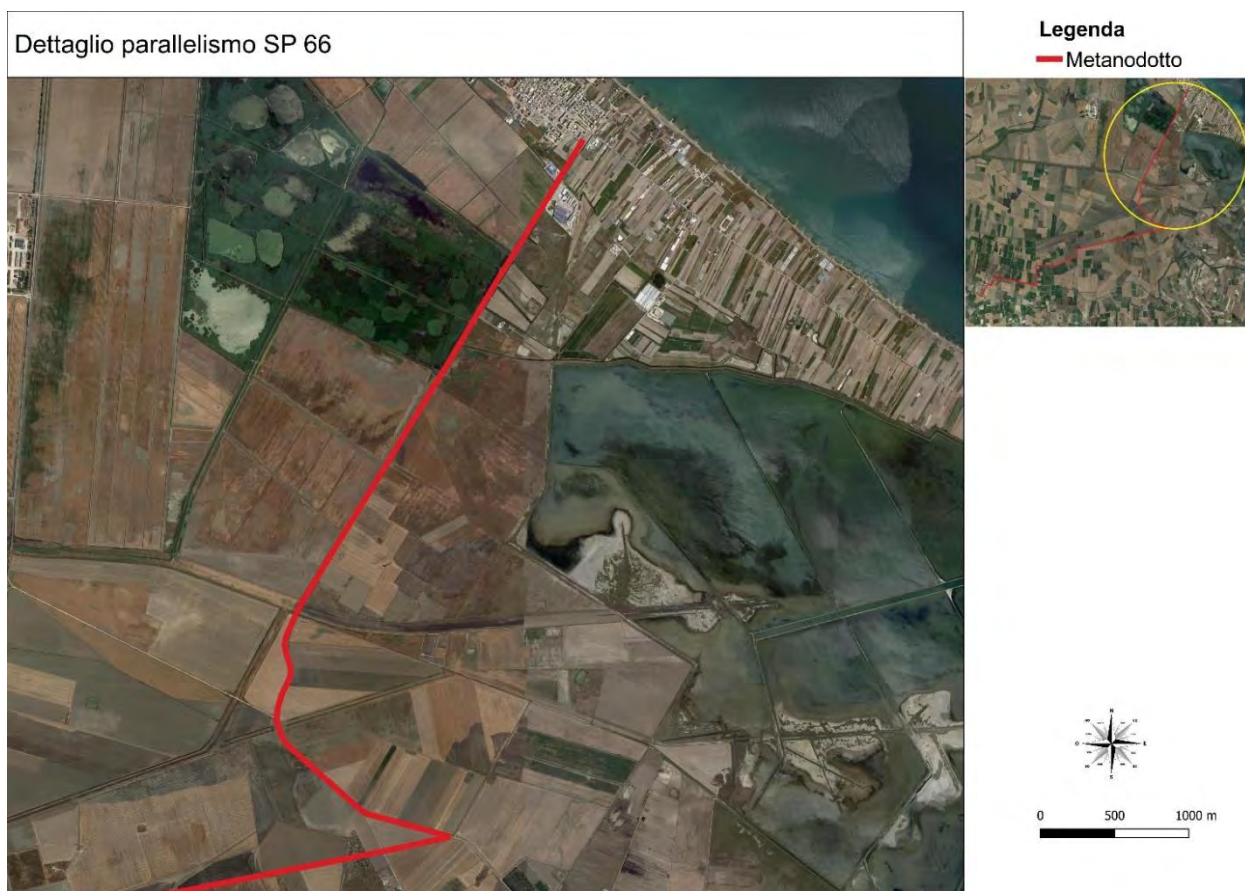 Dettaglio parallelismo SP 66
Legenda
Metanodotto
N
O
E
S
0 500 1000 m